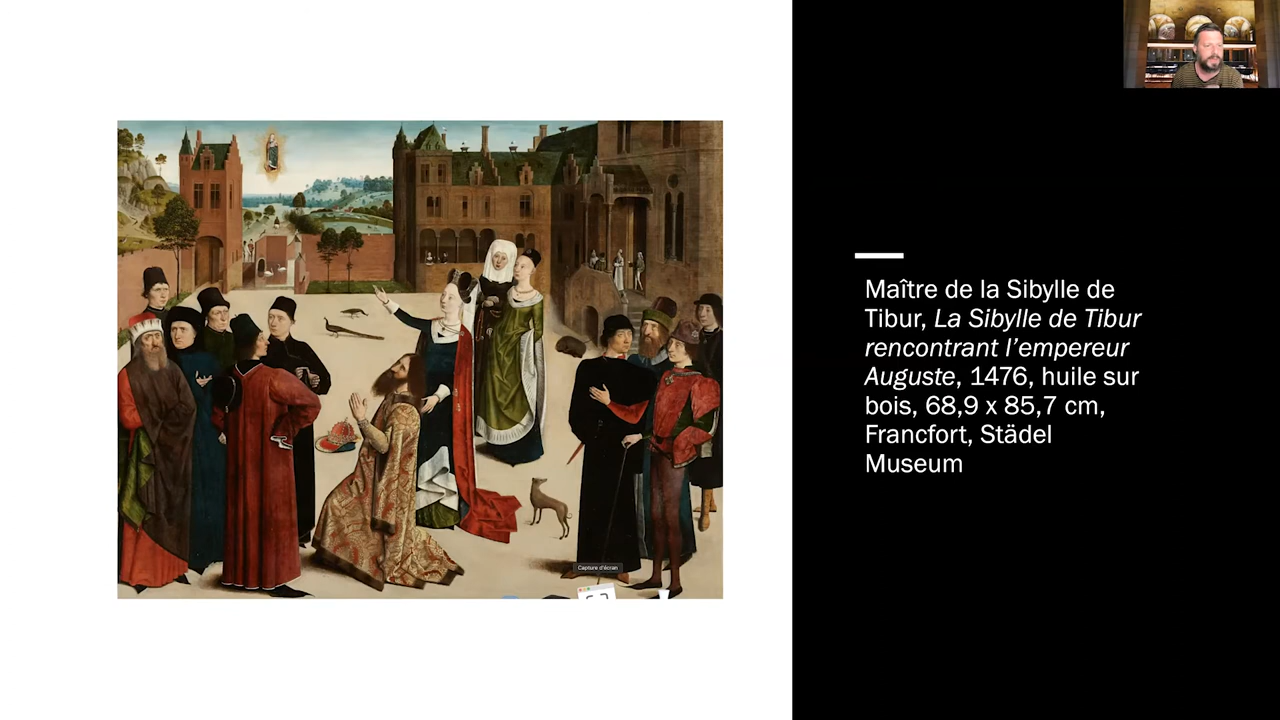 Maître de la Sibylle de
Tibur, La Sibylle de Tibur
rencontrant l’empereur
Auguste, 1476, huile sur
bois, 68,9 x 85,7 cm,
Francfort, Städel
Museum
Capture d'écran